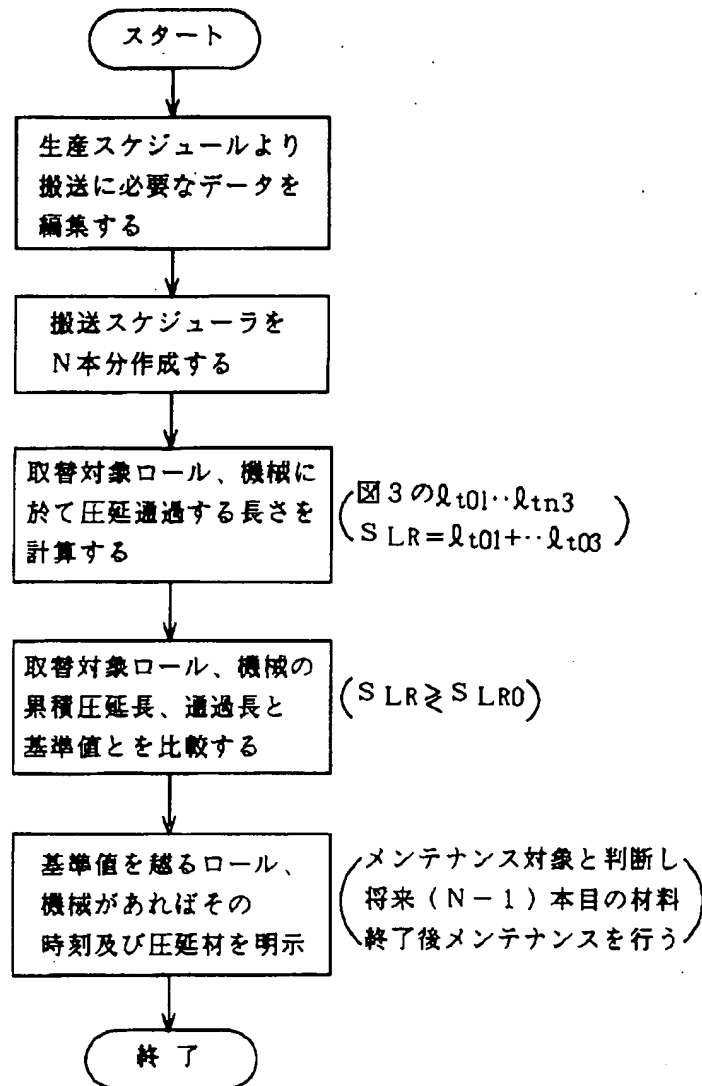 スタート
生産スケジュールより
搬送に必要なデータを
編集する
搬送スケジューラを
N本分作成する
取替対象ロール、機械に
於て圧延通過する長さを
計算する
(図3のℓt01‥ℓtn3
SLR=ℓt01+‥ℓt03)
取替対象ロール、機械の
累積圧延長、通過長と
基準値とを比較する
(SLR≷SLR0)
基準値を越るロール、
機械があればその
時刻及び圧延材を明示
(メンテナンス対象と判断し
将来(N-1)本目の材料
終了後メンテナンスを行う)
終了